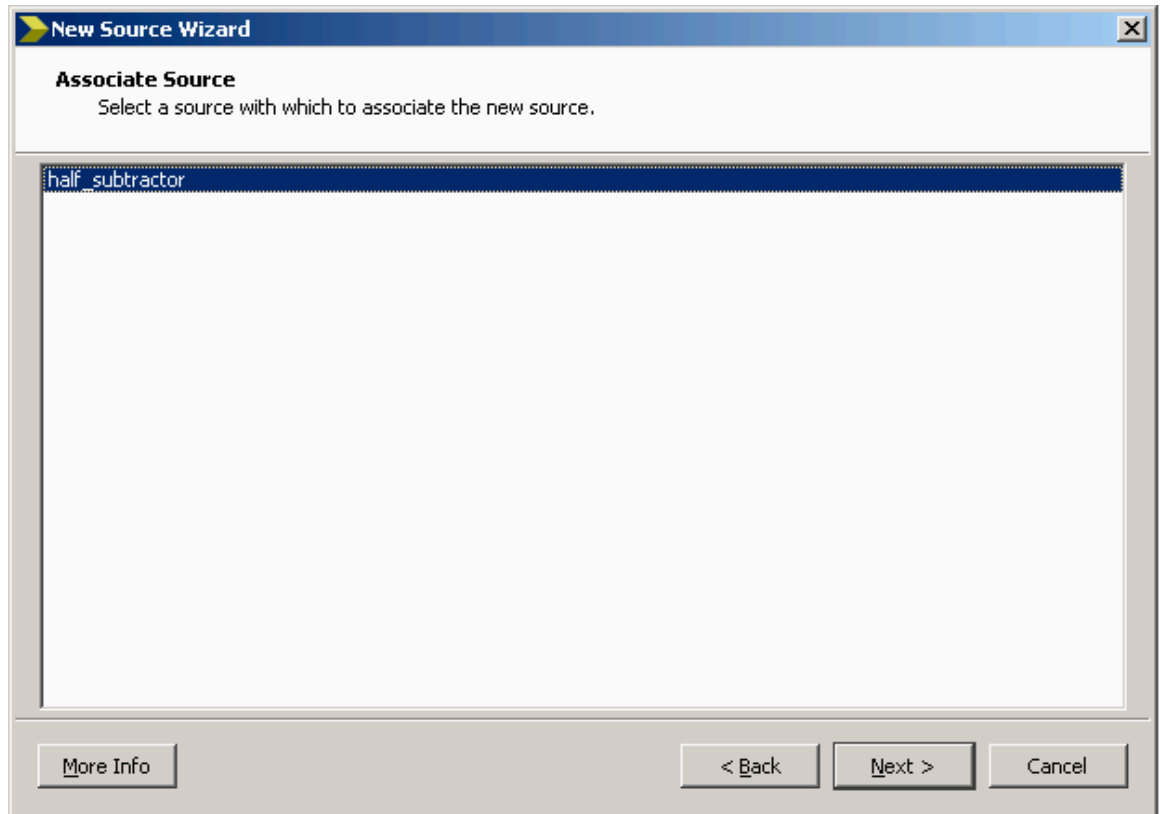 New Source Wizard
Associate Source
Select a source with which to associate the new source.
half_subtractor
More Info
< Back
Next >
Cancel